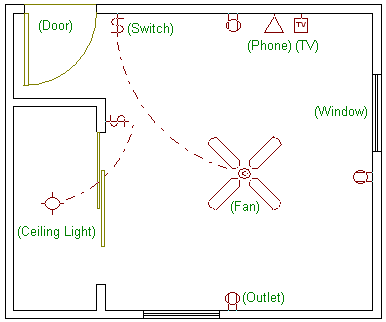 (Door)
(Switch)
TV
(Phone) (TV)
(Window)
(Fan)
(Ceiling Light)
(Outlet)